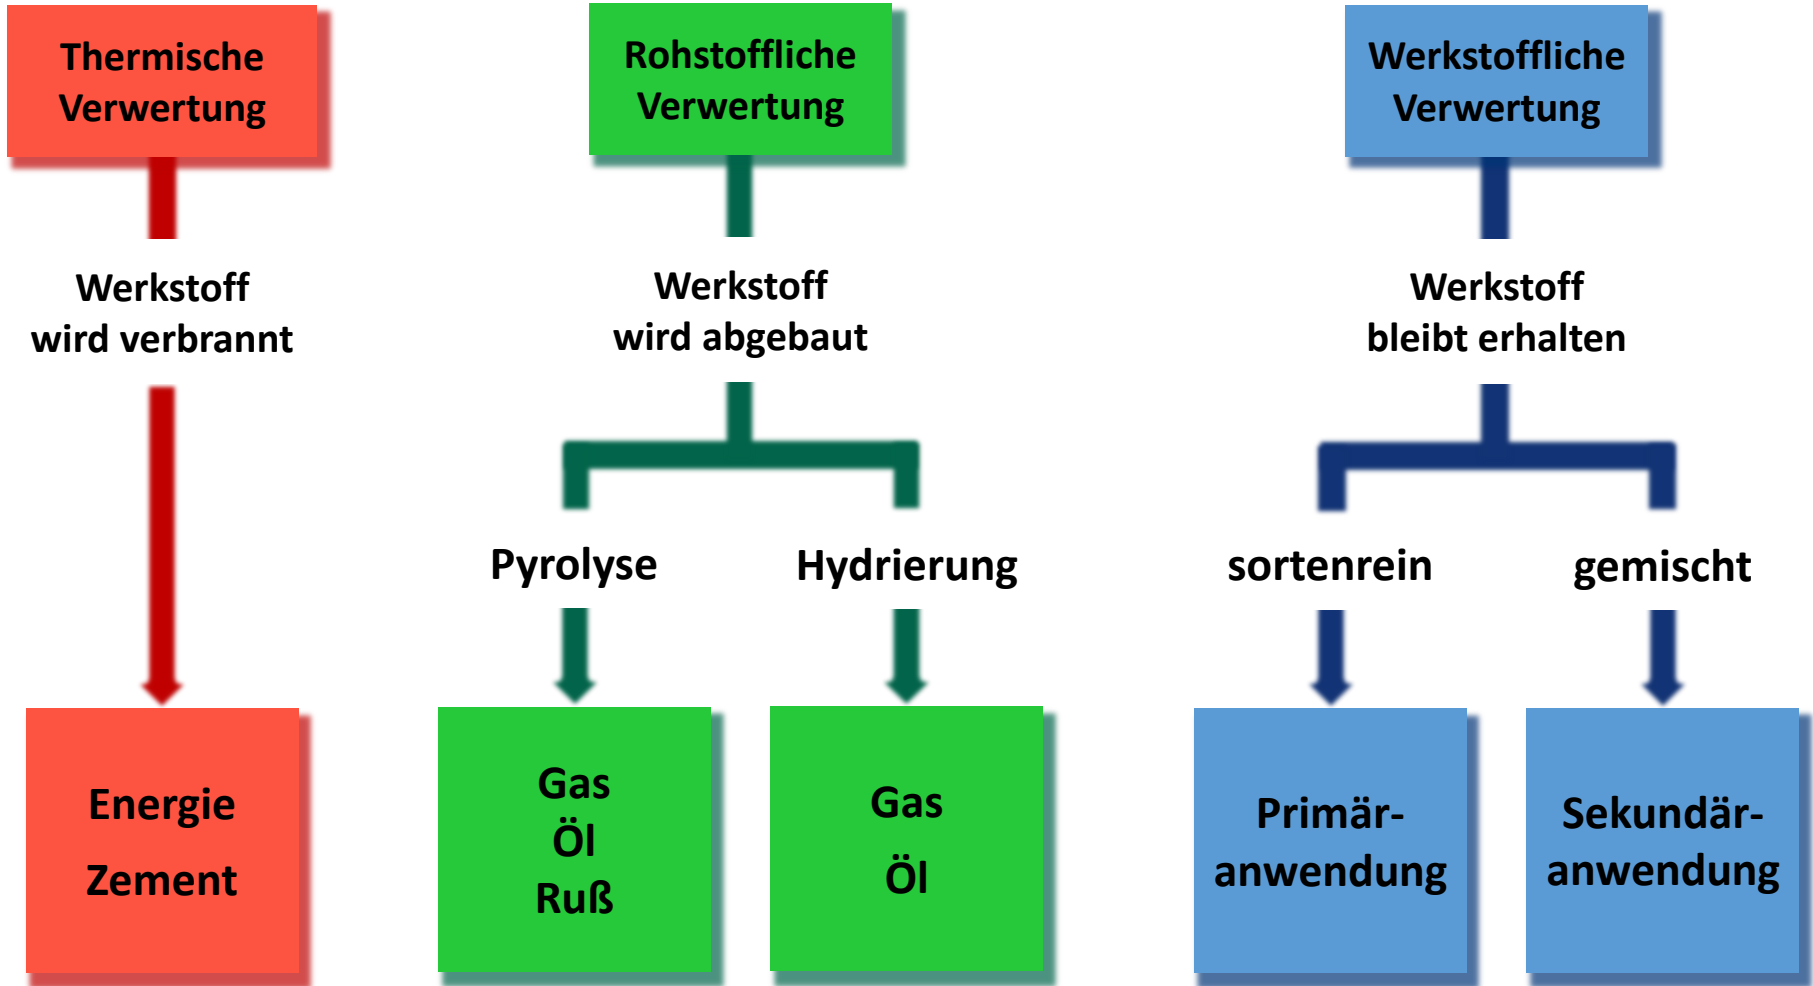 Thermische
Verwertung
Rohstoffliche
Verwertung
Werkstoffliche
Verwertung
Werkstoff
wird verbrannt
Werkstoff
wird abgebaut
Werkstoff
bleibt erhalten
Pyrolyse
Hydrierung
sortenrein
gemischt
Energie
Zement
Gas
Öl
Ruß
Gas
Öl
Primär-
anwendung
Sekundär-
anwendung